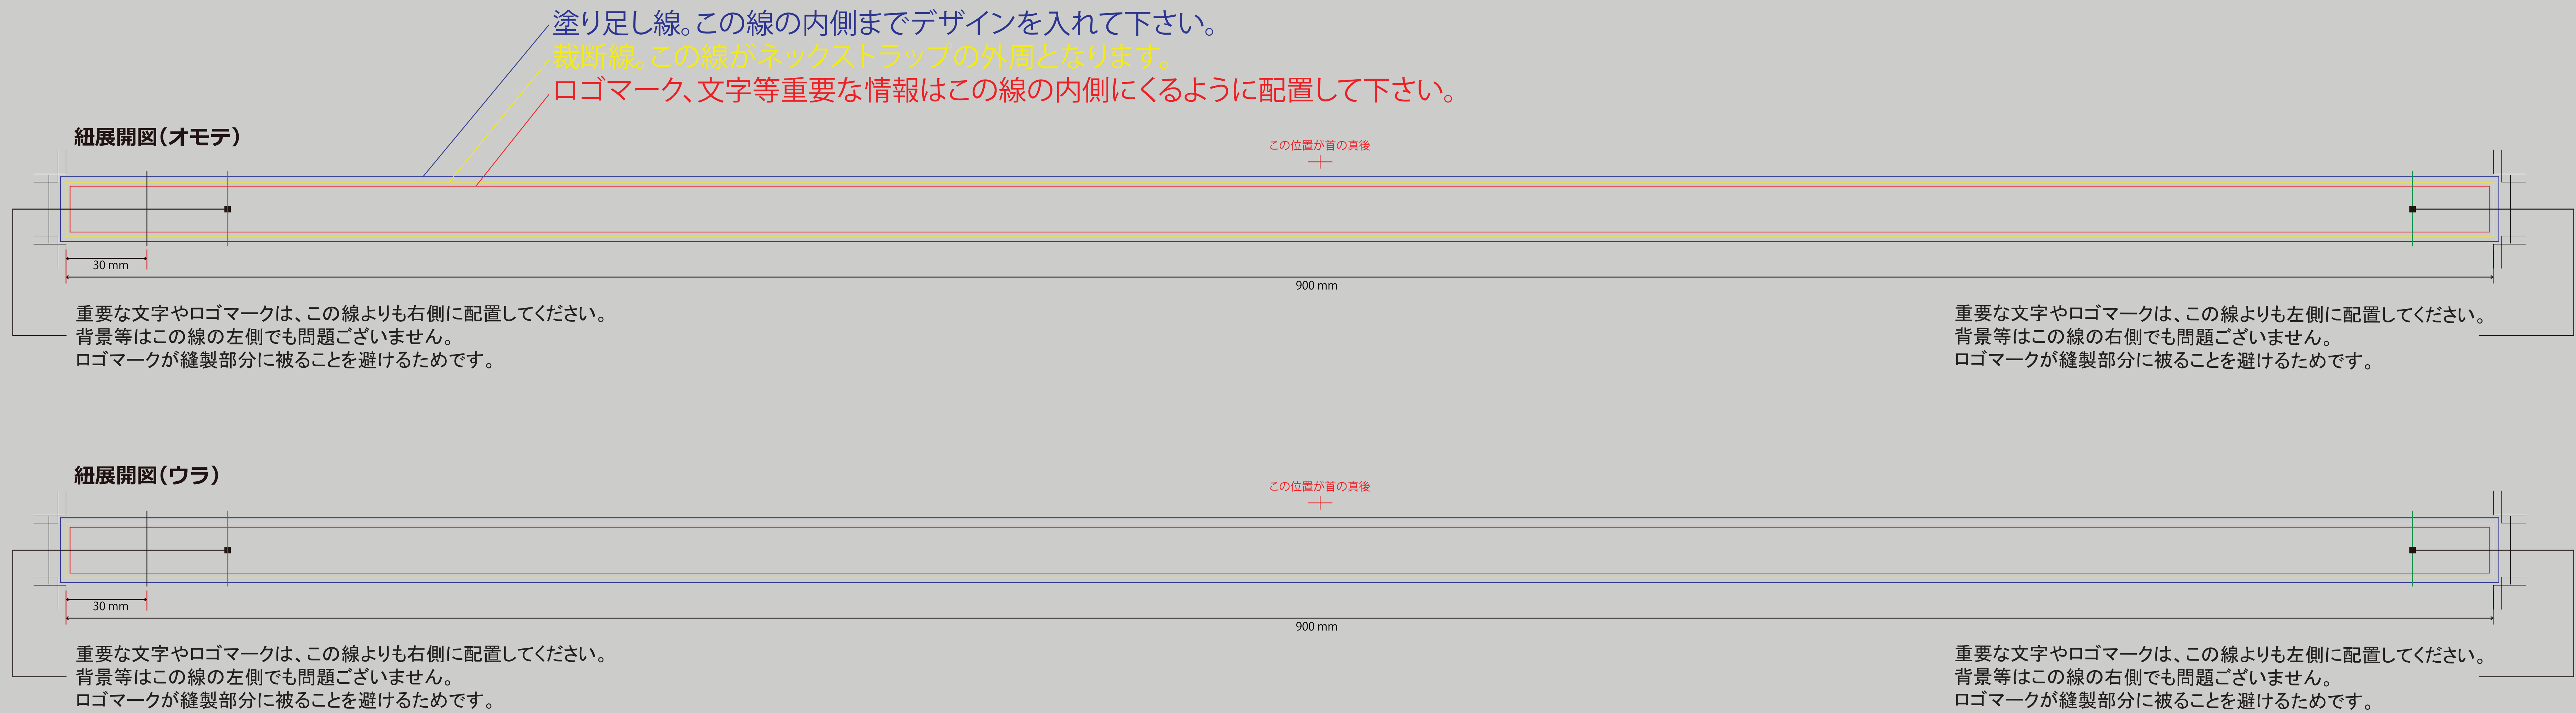 塗り足し線。この線の内側までデザインを入れて下さい。
裁断線。この線がネックストラップの外周となります。
ロゴマーク、文字等重要な情報はこの線の内側にくるように配置して下さい。
紐展開図(オモテ)
この位置が首の真後
30 mm
900 mm
重要な文字やロゴマークは、この線よりも右側に配置してください。
背景等はこの線の左側でも問題ございません。
ロゴマークが縫製部分に被ることを避けるためです。
重要な文字やロゴマークは、この線よりも左側に配置してください。
背景等はこの線の右側でも問題ございません。
ロゴマークが縫製部分に被ることを避けるためです。
紐展開図(ウラ)
この位置が首の真後
30 mm
900 mm
重要な文字やロゴマークは、この線よりも右側に配置してください。
背景等はこの線の左側でも問題ございません。
ロゴマークが縫製部分に被ることを避けるためです。
重要な文字やロゴマークは、この線よりも左側に配置してください。
背景等はこの線の右側でも問題ございません。
ロゴマークが縫製部分に被ることを避けるためです。